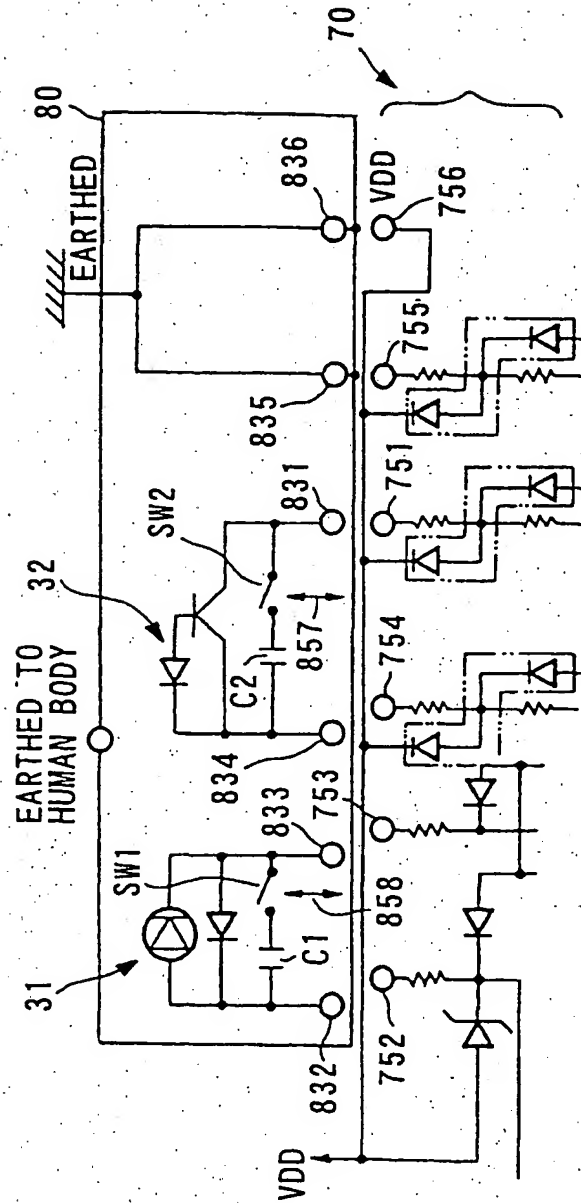 80
70
EARTHED
EARTHED TO
HUMAN BODY
836
VDD
756
835
755
32
SW2
831
751
857
C2
834
754
31
SW1
833
753
858
C1
832
752
VDD